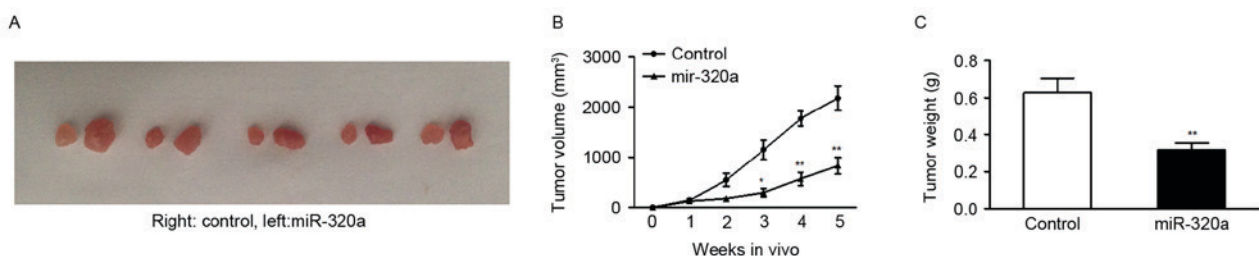 A
Right: control, left:miR-320a
B
Tumor volume (mm³)
3000
2000
1000
0
Control
mir-320a
*
**
**
0 1 2 3 4 5
Weeks in vivo
C
Tumor weight (g)
0.8
0.6
0.4
0.2
0.0
**
Control miR-320a